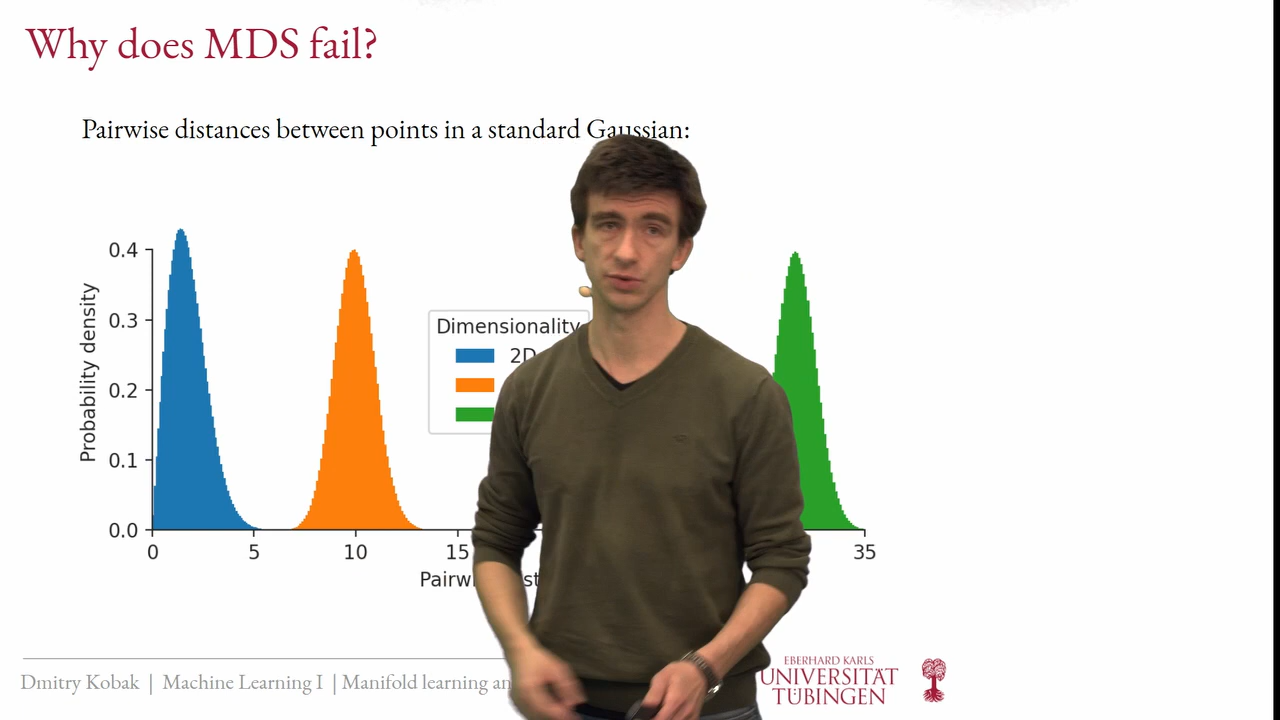 Why does MDS fail?
Pairwise distances between points in a standard Gaussian:
Probability density
0.4
0.3
0.2
0.1
0.0
Dimensionality
2D
0
5
10
15
35
Dmitry Kobak | Machine Learning I | Manifold learning
EBERHARD KARLS
UNIVERSITÄT
TÜBINGEN